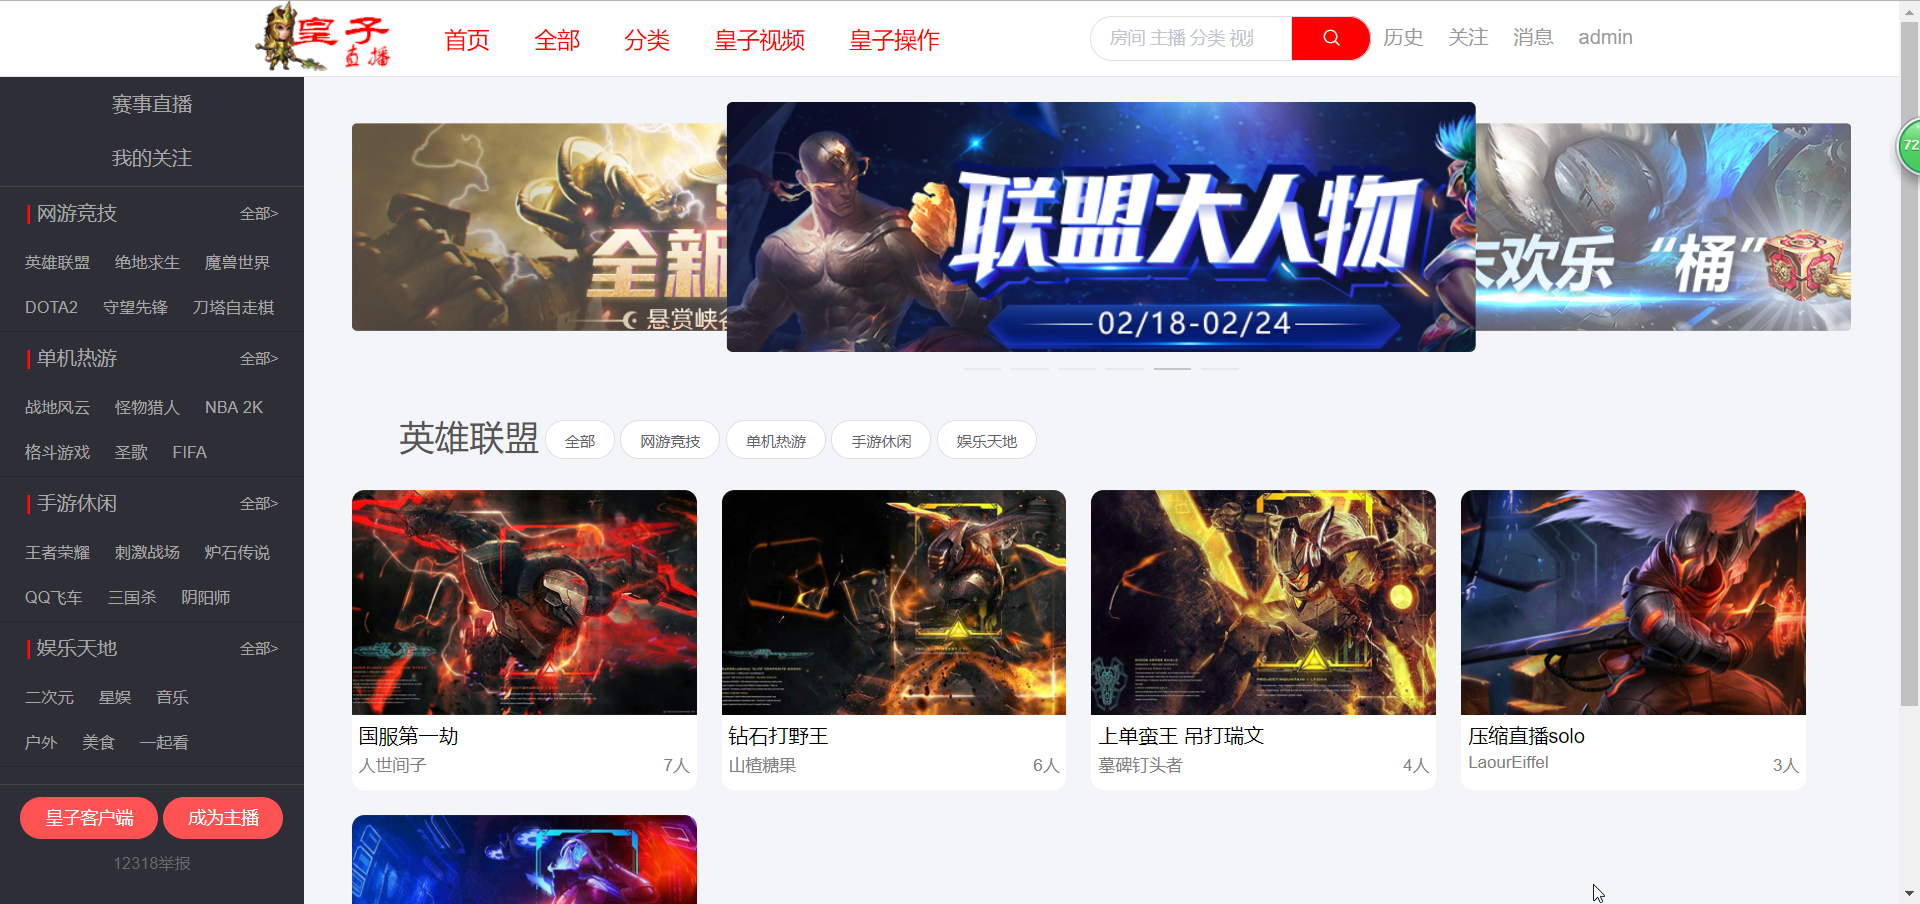 皇子
直播
首页 全部 分类 皇子视频 皇子操作
房间 主播 分类 视
历史 关注 消息 admin
赛事直播
我的关注
网游竞技 全部>
英雄联盟 绝地求生 魔兽世界
DOTA2 守望先锋 刀塔自走棋
单机热游 全部>
战地风云 怪物猎人 NBA 2K
格斗游戏 圣歌 FIFA
手游休闲 全部>
王者荣耀 刺激战场 炉石传说
QQ飞车 三国杀 阴阳师
娱乐天地 全部>
二次元 星娱 音乐
户外 美食 一起看
皇子客户端 成为主播
12318举报
全新
悬赏峡谷
联盟大人物
02/18-02/24
末欢乐“桶”
72
英雄联盟 全部 网游竞技 单机热游 手游休闲 娱乐天地
国服第一劫
人世间子 7人
钻石打野王
山楂糖果 6人
上单蛮王 吊打瑞文
墓碑钉头者 4人
压缩直播solo
LaourEiffel 3人